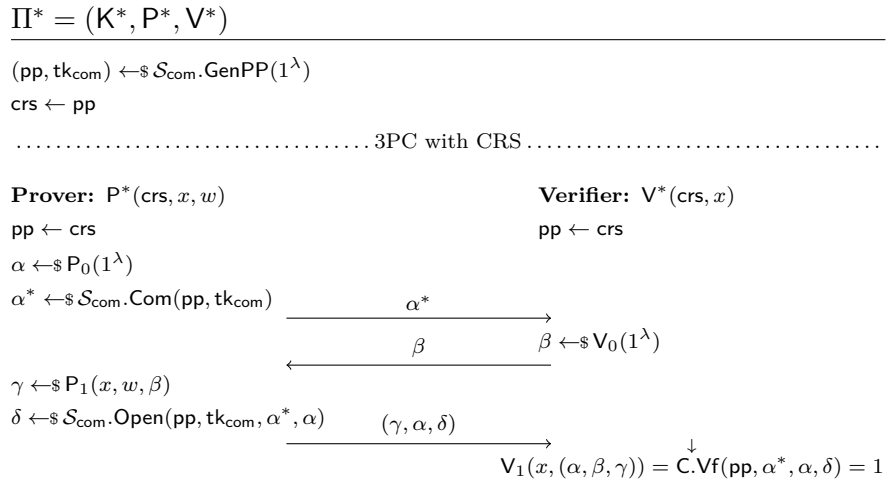 Π* = (K*, P*, V*)
(pp, tk_com) ←$ S_com.GenPP(1^λ)
crs ← pp
3PC with CRS
Prover: P*(crs, x, w) Verifier: V*(crs, x)
pp ← crs pp ← crs
α ←$ P_0(1^λ)
α* ←$ S_com.Com(pp, tk_com) α*
β β ←$ V_0(1^λ)
γ ←$ P_1(x, w, β)
δ ←$ S_com.Open(pp, tk_com, α*, α) (γ, α, δ) ↓
V_1(x, (α, β, γ)) = C.Vf(pp, α*, α, δ) = 1